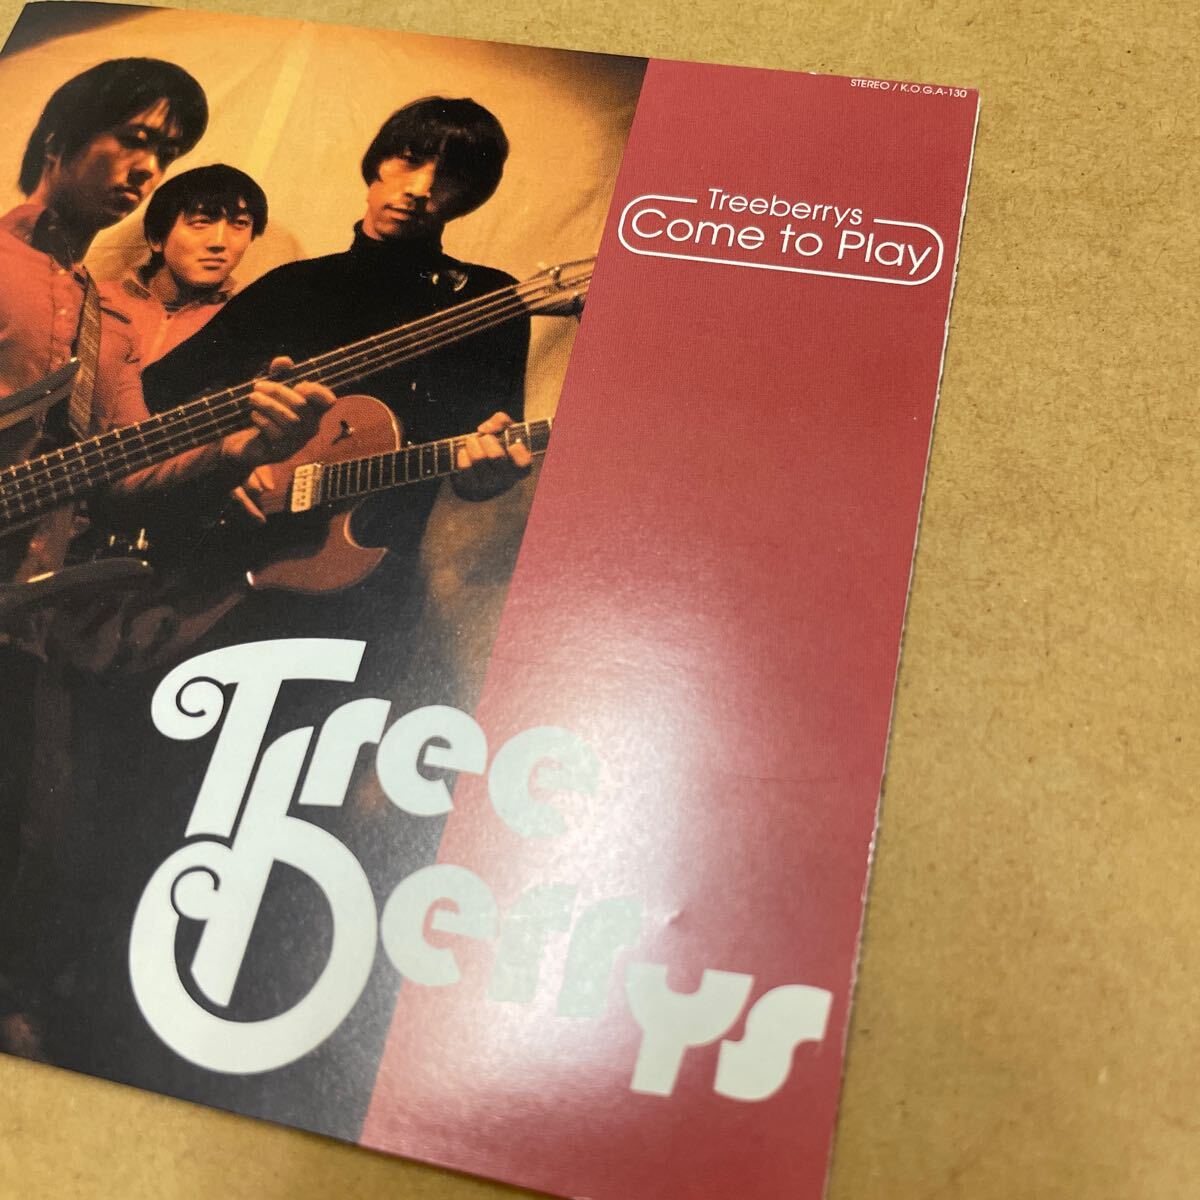 STEREO / K.O.G.A-130
Treeberrys
Come to Play
Tree
berrys